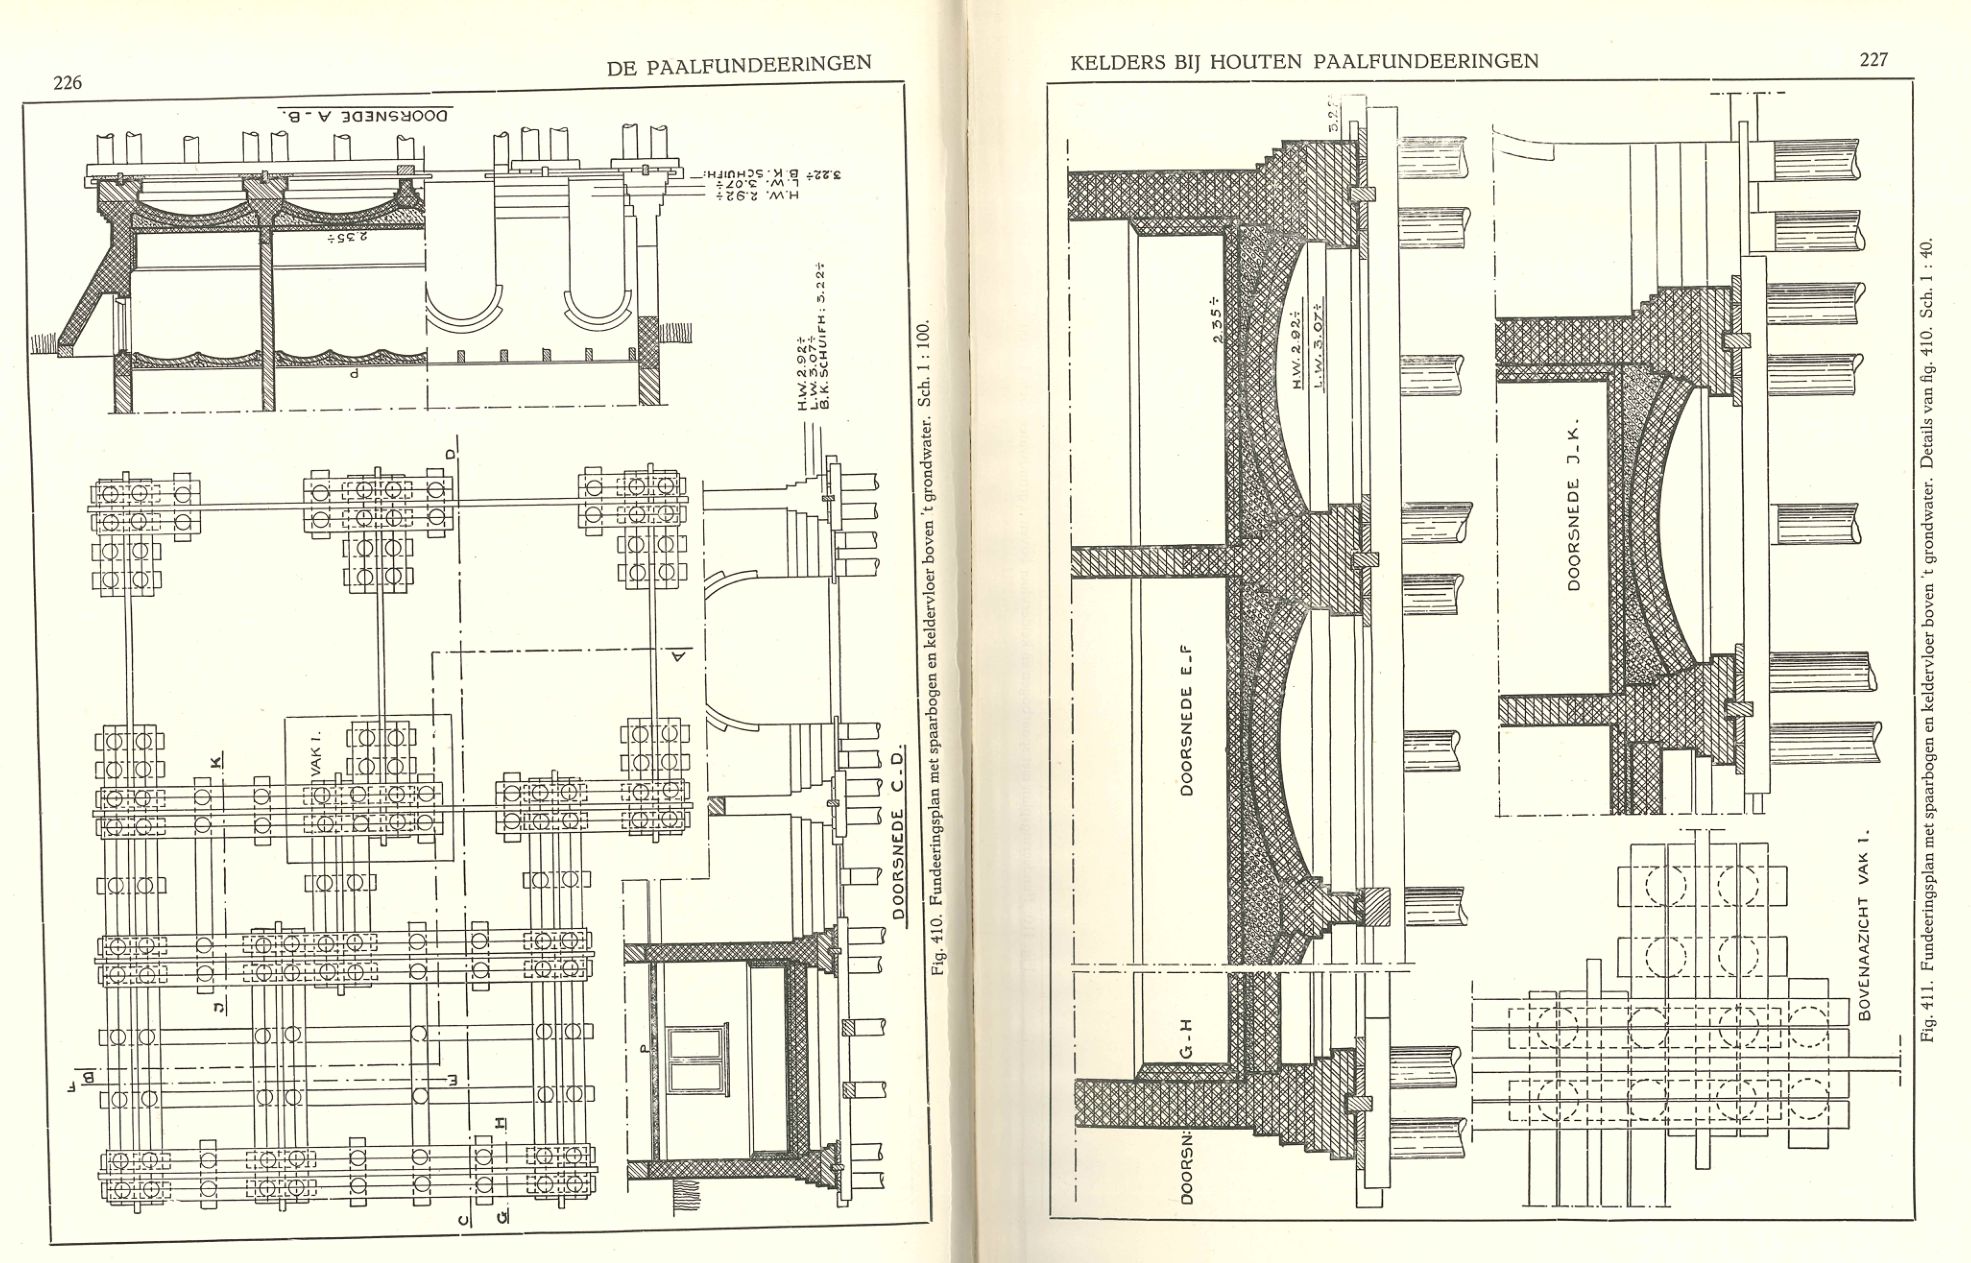 226
DE PAALFUNDEERINGEN
DOORSNEDE A-B.
3.22÷ B.K. SCHUIFH:
L.W. 3.07÷
H.W. 2.92÷
2.35÷
P
H.W. 2.92÷
L.W. 3.07÷
B.K. SCHUIFH: 3.22÷
D
K
VAK 1.
A
J
F
B
E
H
C
G
P
DOORSNEDE C-D.
Fig. 410. Fundeeringsplan met spaarbogen en keldervloer boven 't grondwater. Sch. 1 : 100.
KELDERS BIJ HOUTEN PAALFUNDEERINGEN
227
2.35÷
H.W. 2.92÷
L.W. 3.07÷
DOORSNEDE E-F
DOORSN: G-H
DOORSNEDE J-K.
BOVENAAZICHT VAK 1.
Fig. 411. Fundeeringsplan met spaarbogen en keldervloer boven 't grondwater. Details van fig. 410. Sch. 1 : 40.